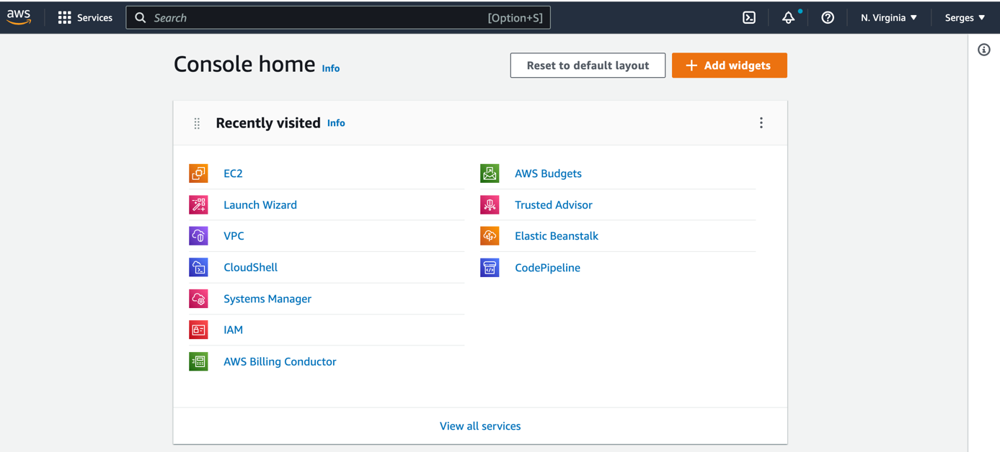 aws Services Search [Option+S] N. Virginia Serges
Console home Info Reset to default layout + Add widgets
Recently visited Info
EC2
Launch Wizard
VPC
CloudShell
Systems Manager
IAM
AWS Billing Conductor
AWS Budgets
Trusted Advisor
Elastic Beanstalk
CodePipeline
View all services